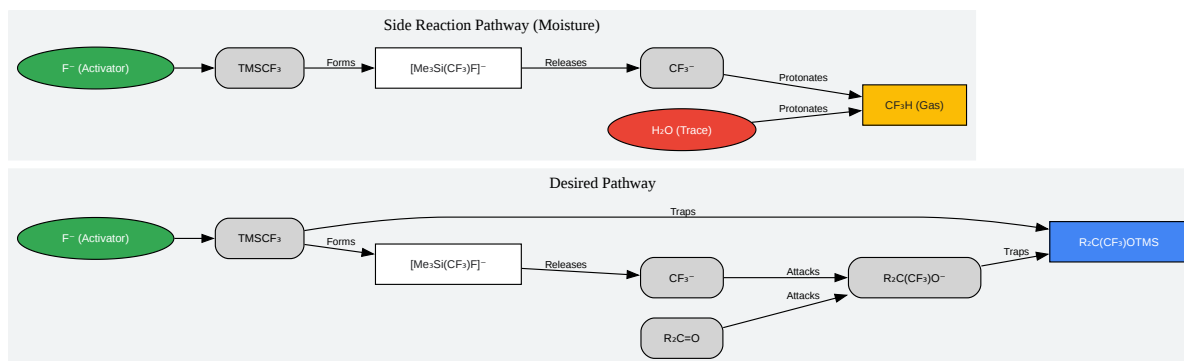 Side Reaction Pathway (Moisture)
F⁻ (Activator)
TMSCF₃
Forms
[Me₃Si(CF₃)F]⁻
Releases
CF₃⁻
Protonates
H₂O (Trace)
Protonates
CF₃H (Gas)
Desired Pathway
F⁻ (Activator)
TMSCF₃
Traps
Forms
[Me₃Si(CF₃)F]⁻
Releases
CF₃⁻
Attacks
R₂C=O
Attacks
R₂C(CF₃)O⁻
Traps
R₂C(CF₃)OTMS